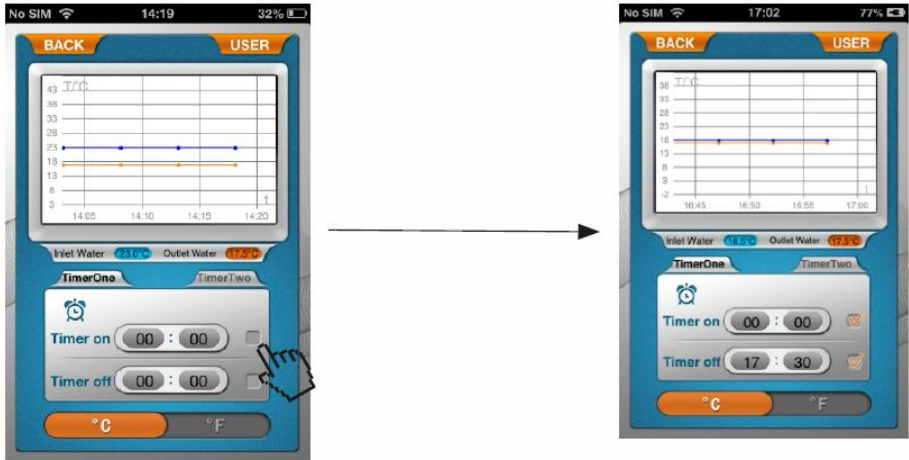 No SIM 14:19 32%
BACK USER
T/°C
43
38
33
28
23
18
13
8
3
t
14:05 14:10 14:15 14:20
Inlet Water 23.0°C Outlet Water 17.5°C
TimerOne TimerTwo
Timer on 00 : 00
Timer off 00 : 00
°C °F
No SIM 17:02 77%
BACK USER
T/°C
38
33
28
23
18
13
8
3
-2
t
16:45 16:50 16:55 17:00
Inlet Water 18.5°C Outlet Water 17.5°C
TimerOne TimerTwo
Timer on 00 : 00
Timer off 17 : 30
°C °F